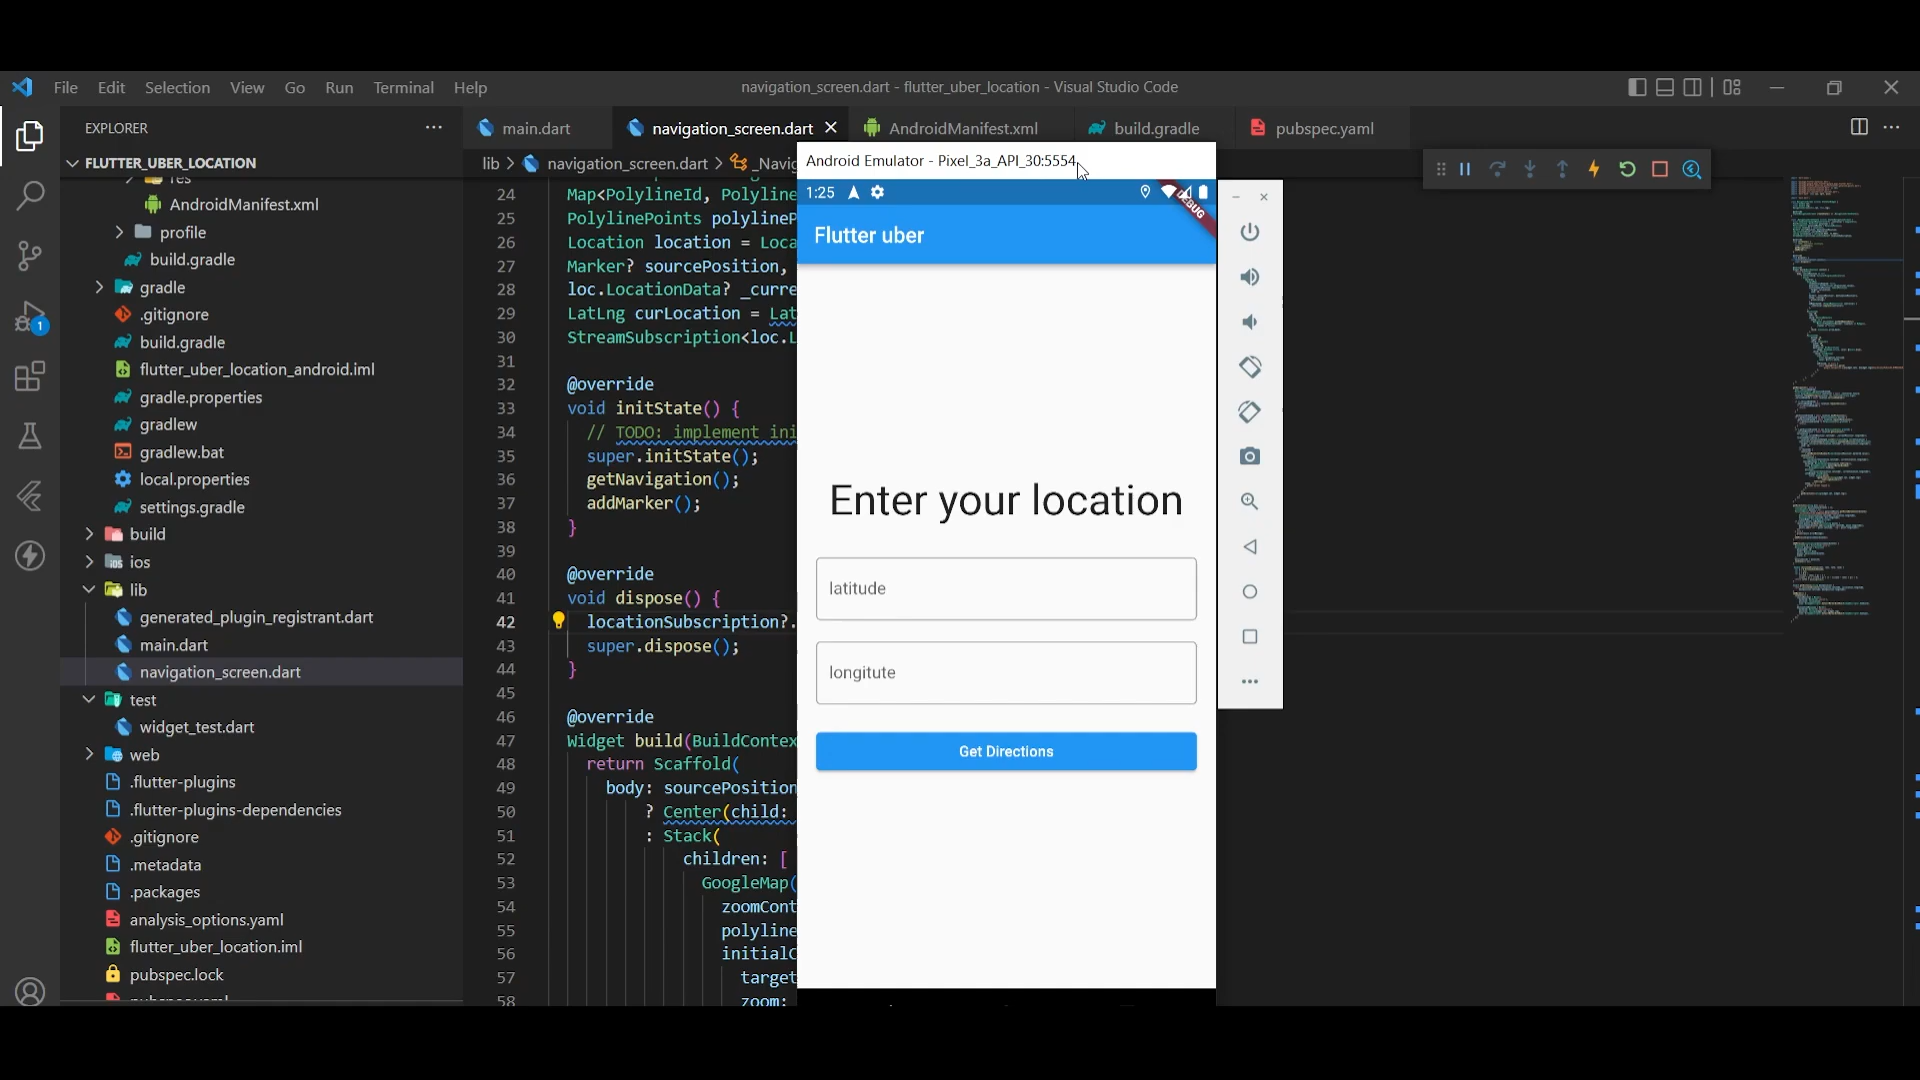 File Edit Selection View Go Run Terminal Help
navigation_screen.dart - flutter_uber_location - Visual Studio Code
EXPLORER
FLUTTER_UBER_LOCATION
res
AndroidManifest.xml
profile
build.gradle
gradle
.gitignore
build.gradle
flutter_uber_location_android.iml
gradle.properties
gradlew
gradlew.bat
local.properties
settings.gradle
build
ios
lib
generated_plugin_registrant.dart
main.dart
navigation_screen.dart
test
widget_test.dart
web
.flutter-plugins
.flutter-plugins-dependencies
.gitignore
.metadata
.packages
analysis_options.yaml
flutter_uber_location.iml
pubspec.lock
1
main.dart
navigation_screen.dart
AndroidManifest.xml
build.gradle
pubspec.yaml
lib > navigation_screen.dart > _Navig
24 Map<PolylineId, Polyline
25 PolylinePoints polylineP
26 Location location = Loca
27 Marker? sourcePosition,
28 loc.LocationData? _curre
29 LatLng curLocation = Lat
30 StreamSubscription<loc.L
31
32 @override
33 void initState() {
34 // TODO: implement ini
35 super.initState();
36 getNavigation();
37 addMarker();
38 }
39
40 @override
41 void dispose() {
42 locationSubscription?.
43 super.dispose();
44 }
45
46 @override
47 Widget build(BuildContex
48 return Scaffold(
49 body: sourcePosition
50 ? Center(child:
51 : Stack(
52 children: [
53 GoogleMap(
54 zoomCont
55 polyline
56 initialC
57 target
58 zoom:
Android Emulator - Pixel_3a_API_30:5554
1:25
DEBUG
Flutter uber
Enter your location
latitude
longitute
Get Directions